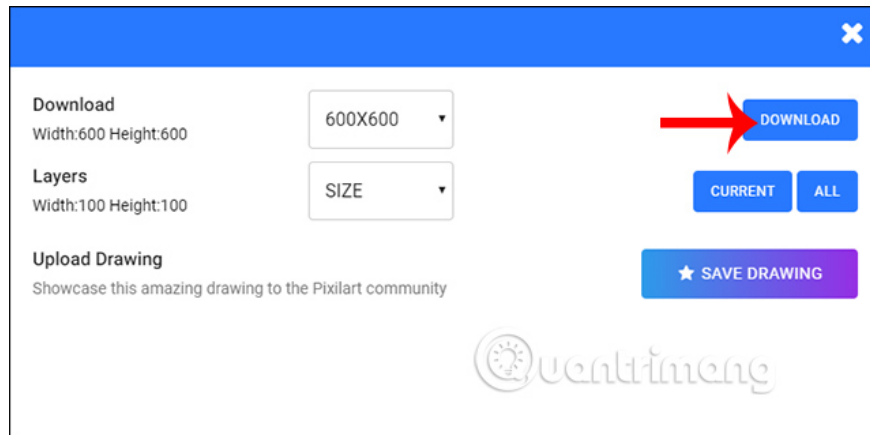 Download
Width:600 Height:600
600X600
DOWNLOAD
Layers
Width:100 Height:100
SIZE
CURRENT
ALL
Upload Drawing
Showcase this amazing drawing to the Pixilart community
SAVE DRAWING
Quantrimang